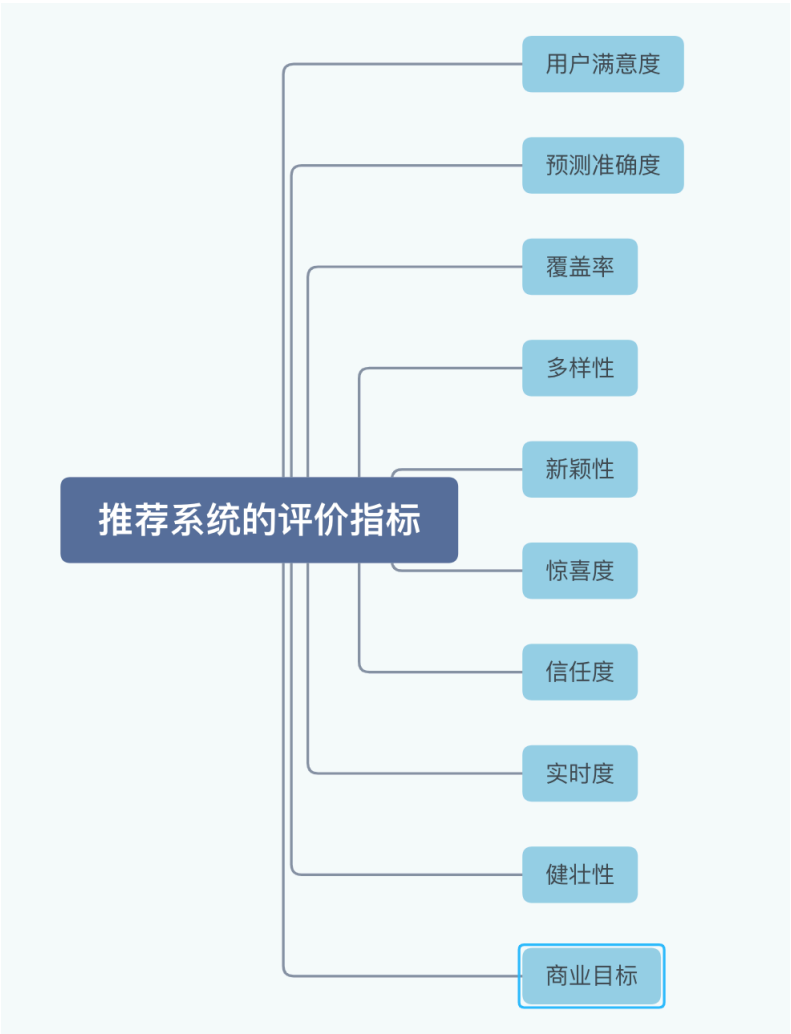 用户满意度
预测准确度
覆盖率
多样性
新颖性
推荐系统的评价指标
惊喜度
信任度
实时度
健壮性
商业目标